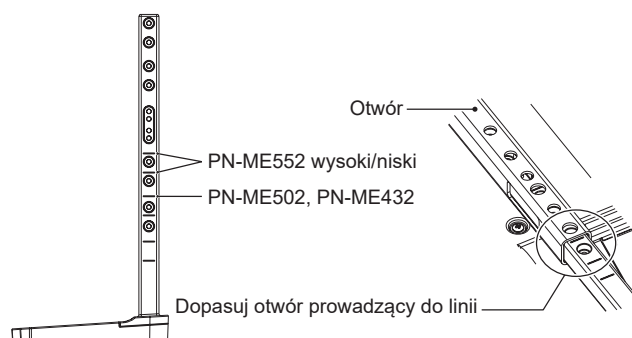 Otwór
PN-ME552 wysoki/niski
PN-ME502, PN-ME432
Dopasuj otwór prowadzący do linii